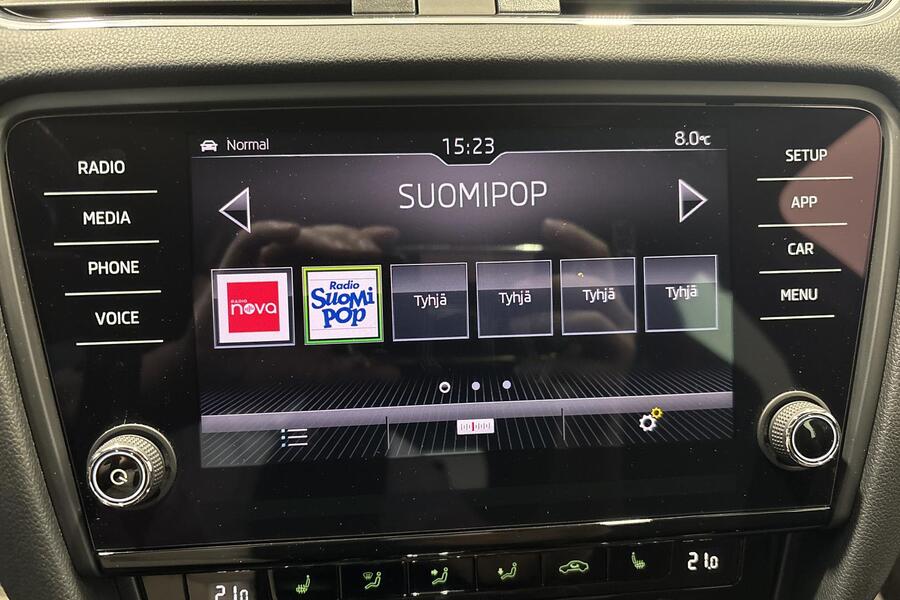 Normal
15:23
8.0°C
RADIO
MEDIA
PHONE
VOICE
SUOMIPOP
RADIO
nova
Radio
SuoMi
POP
Tyhjä
Tyhjä
Tyhjä
Tyhjä
SETUP
APP
CAR
MENU
21.0
21.0